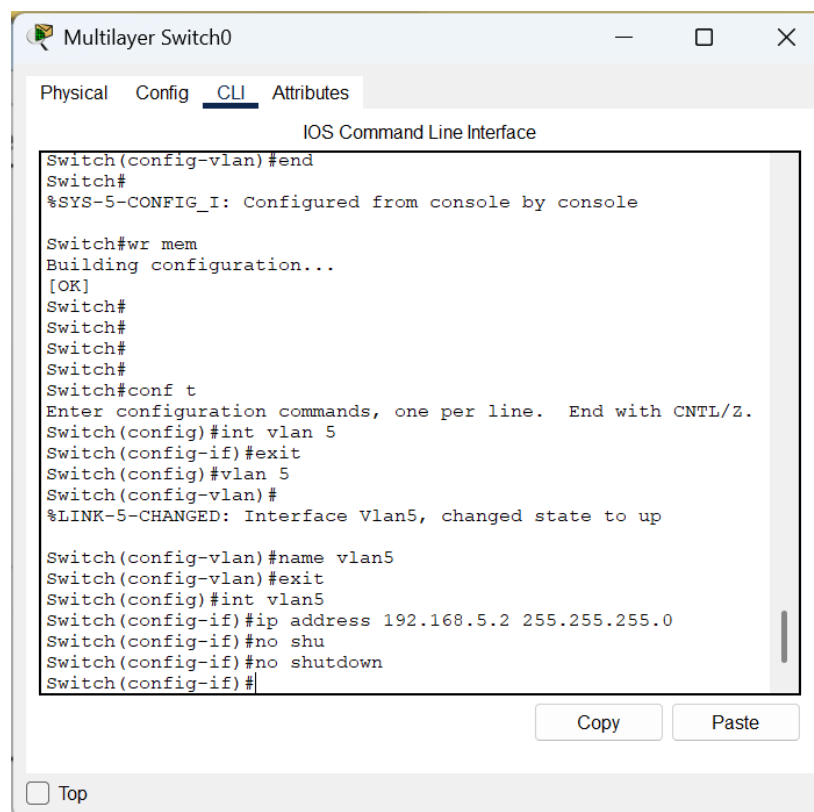 Multilayer Switch0
Physical Config CLI Attributes
IOS Command Line Interface
Switch(config-vlan)#end
Switch#
%SYS-5-CONFIG_I: Configured from console by console
Switch#wr mem
Building configuration...
[OK]
Switch#
Switch#
Switch#
Switch#
Switch#conf t
Enter configuration commands, one per line.  End with CNTL/Z.
Switch(config)#int vlan 5
Switch(config-if)#exit
Switch(config)#vlan 5
Switch(config-vlan)#
%LINK-5-CHANGED: Interface Vlan5, changed state to up
Switch(config-vlan)#name vlan5
Switch(config-vlan)#exit
Switch(config)#int vlan5
Switch(config-if)#ip address 192.168.5.2 255.255.255.0
Switch(config-if)#no shu
Switch(config-if)#no shutdown
Switch(config-if)#
Copy Paste
Top